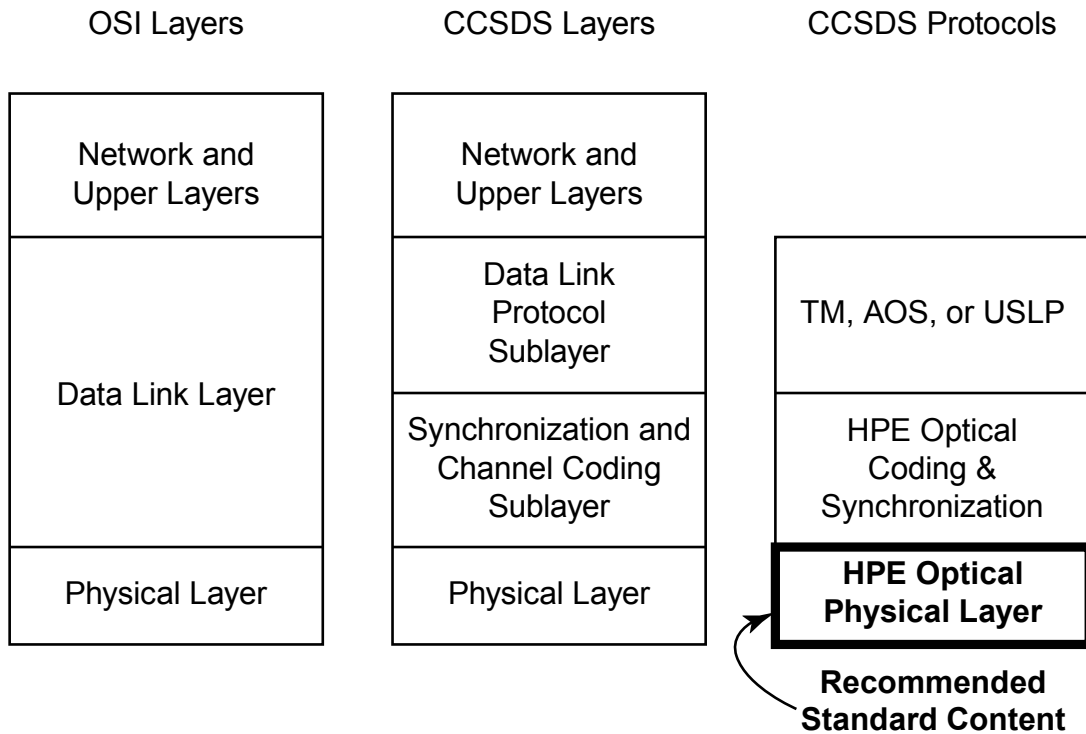 OSI Layers
CCSDS Layers
CCSDS Protocols
Network and
Upper Layers
Data Link Layer
Physical Layer
Network and
Upper Layers
Data Link
Protocol
Sublayer
Synchronization and
Channel Coding
Sublayer
Physical Layer
TM, AOS, or USLP
HPE Optical
Coding &
Synchronization
HPE Optical
Physical Layer
Recommended
Standard Content